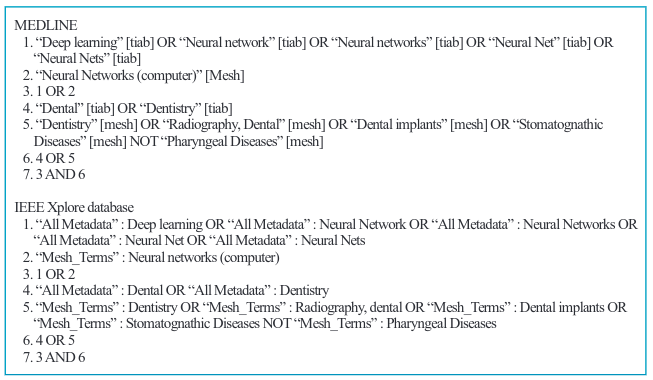 MEDLINE
1. “Deep learning” [tiab] OR “Neural network” [tiab] OR “Neural networks” [tiab] OR “Neural Net” [tiab] OR
“Neural Nets” [tiab]
2. “Neural Networks (computer)” [Mesh]
3. 1 OR 2
4. “Dental” [tiab] OR “Dentistry” [tiab]
5. “Dentistry” [mesh] OR “Radiography, Dental” [mesh] OR “Dental implants” [mesh] OR “Stomatognathic
Diseases” [mesh] NOT “Pharyngeal Diseases” [mesh]
6. 4 OR 5
7. 3 AND 6
IEEE Xplore database
1. “All Metadata” : Deep learning OR “All Metadata” : Neural Network OR “All Metadata” : Neural Networks OR
“All Metadata” : Neural Net OR “All Metadata” : Neural Nets
2. “Mesh_Terms” : Neural networks (computer)
3. 1 OR 2
4. “All Metadata” : Dental OR “All Metadata” : Dentistry
5. “Mesh_Terms” : Dentistry OR “Mesh_Terms” : Radiography, dental OR “Mesh_Terms” : Dental implants OR
“Mesh_Terms” : Stomatognathic Diseases NOT “Mesh_Terms” : Pharyngeal Diseases
6. 4 OR 5
7. 3 AND 6